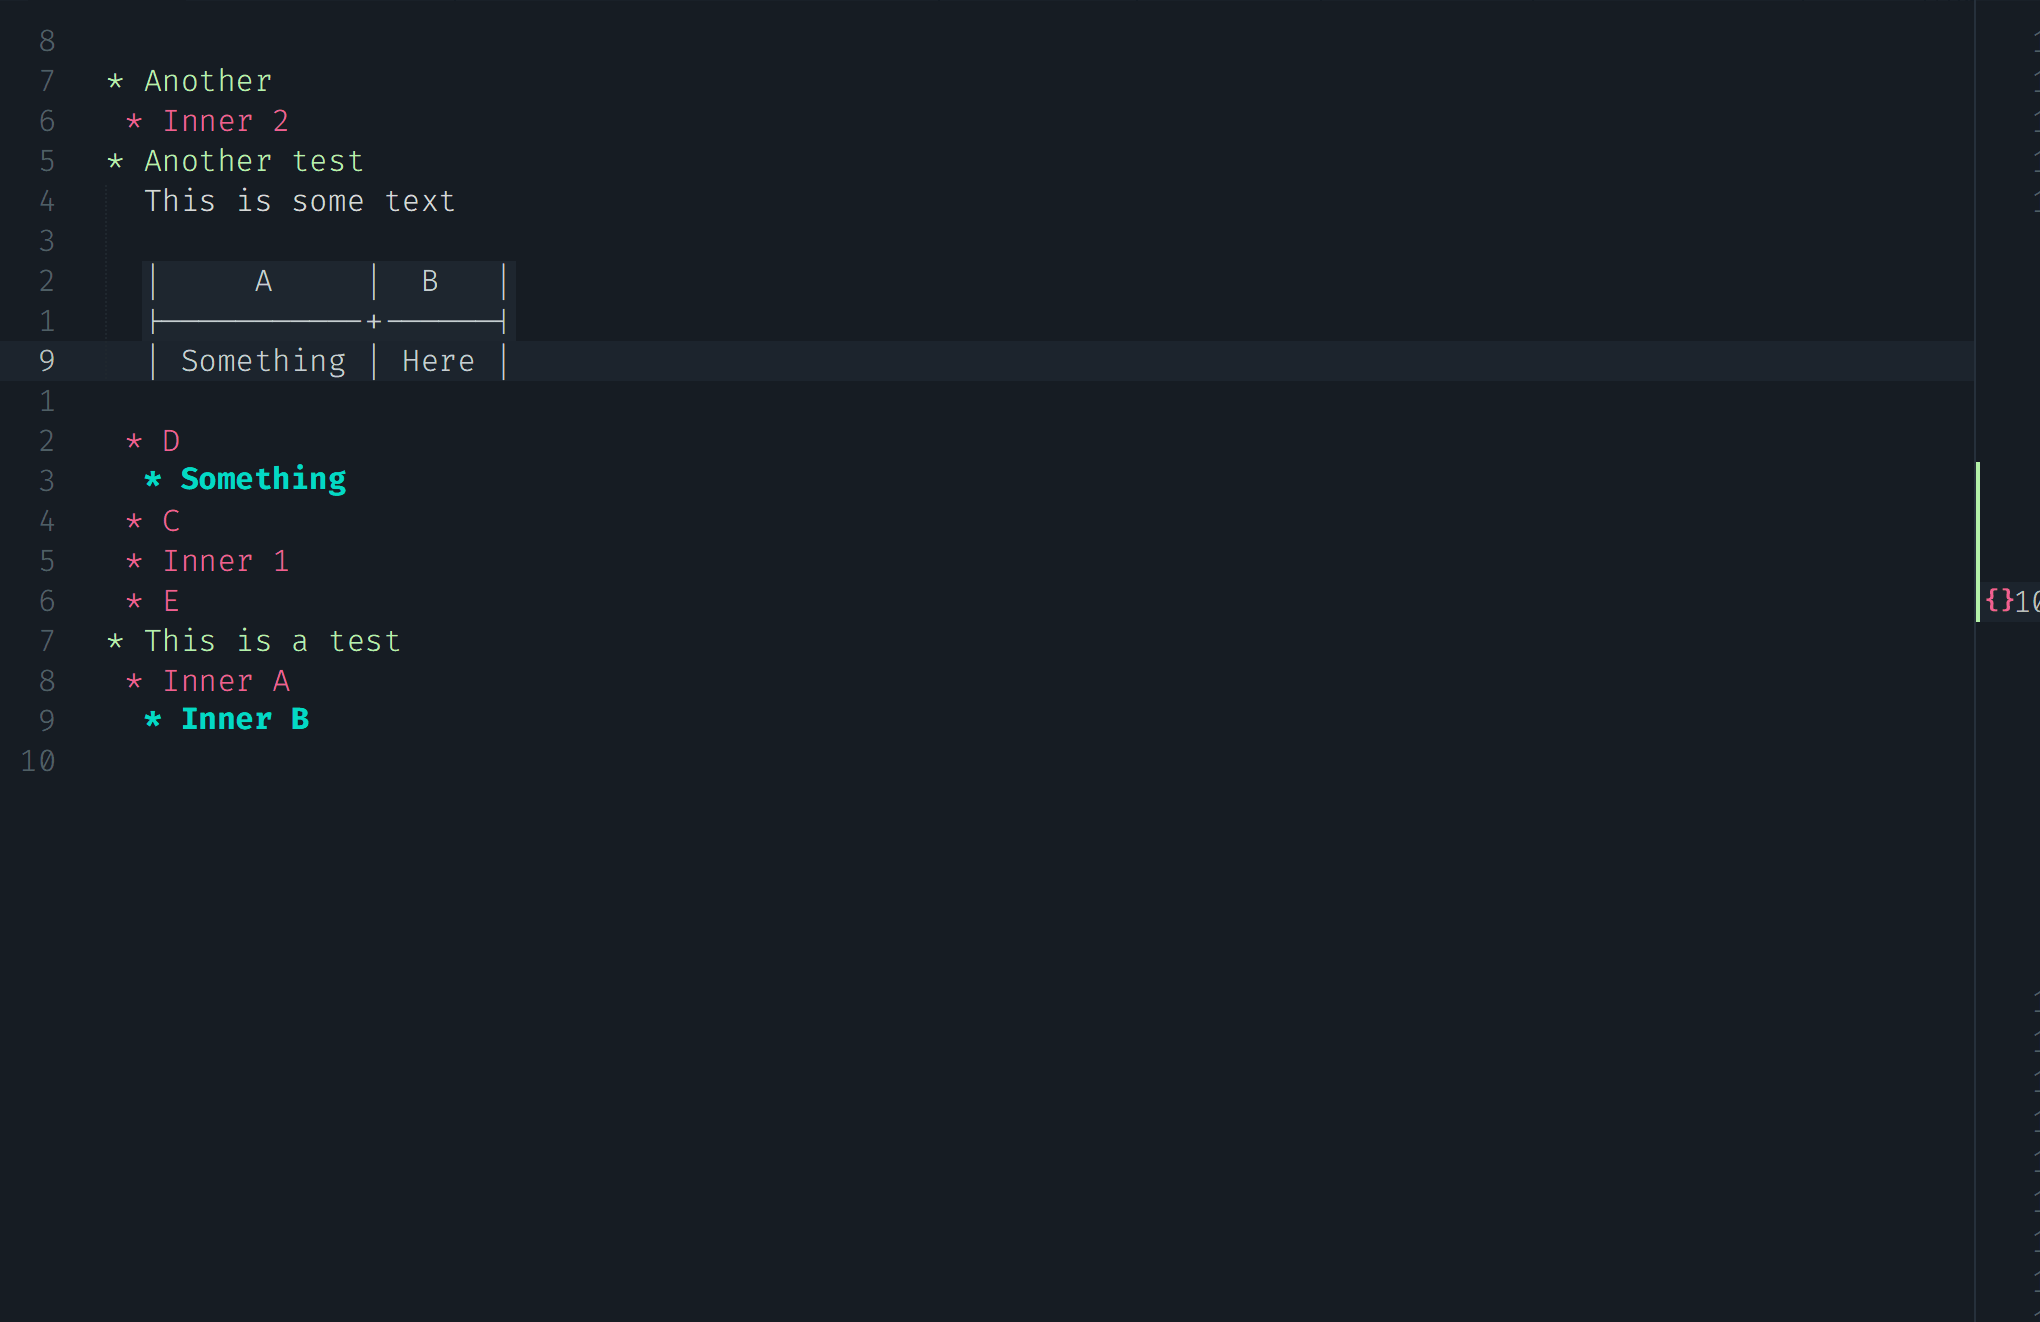 8
7 * Another
6 * Inner 2
5 * Another test
4 This is some text
3
2 | A | B |
1 |-----------+------|
9 | Something | Here |
1
2 * D
3 * Something
4 * C
5 * Inner 1
6 * E {}10
7 * This is a test
8 * Inner A
9 * Inner B
10